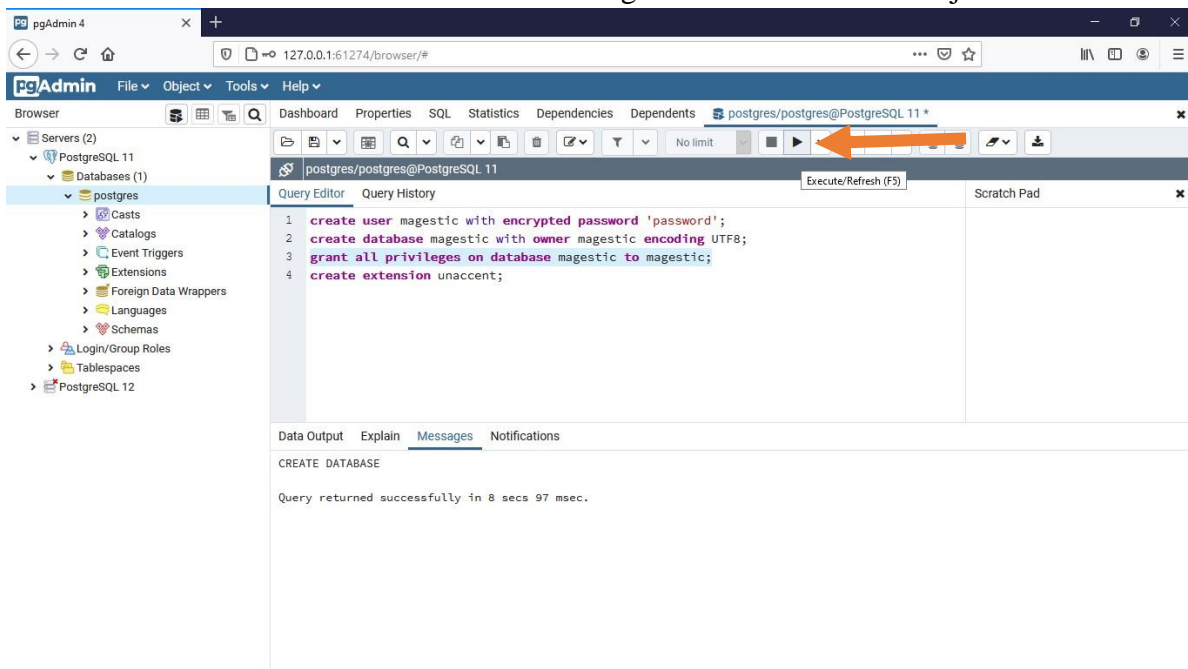 pgAdmin 4
127.0.0.1:61274/browser/#
pgAdmin File Object Tools Help
Browser
Dashboard Properties SQL Statistics Dependencies Dependents postgres/postgres@PostgreSQL 11 *
Servers (2)
PostgreSQL 11
Databases (1)
postgres
Casts
Catalogs
Event Triggers
Extensions
Foreign Data Wrappers
Languages
Schemas
Login/Group Roles
Tablespaces
PostgreSQL 12
No limit
postgres/postgres@PostgreSQL 11
Execute/Refresh (F5)
Query Editor Query History
Scratch Pad
1 create user magestic with encrypted password 'password';
2 create database magestic with owner magestic encoding UTF8;
3 grant all privileges on database magestic to magestic;
4 create extension unaccent;
Data Output Explain Messages Notifications
CREATE DATABASE
Query returned successfully in 8 secs 97 msec.